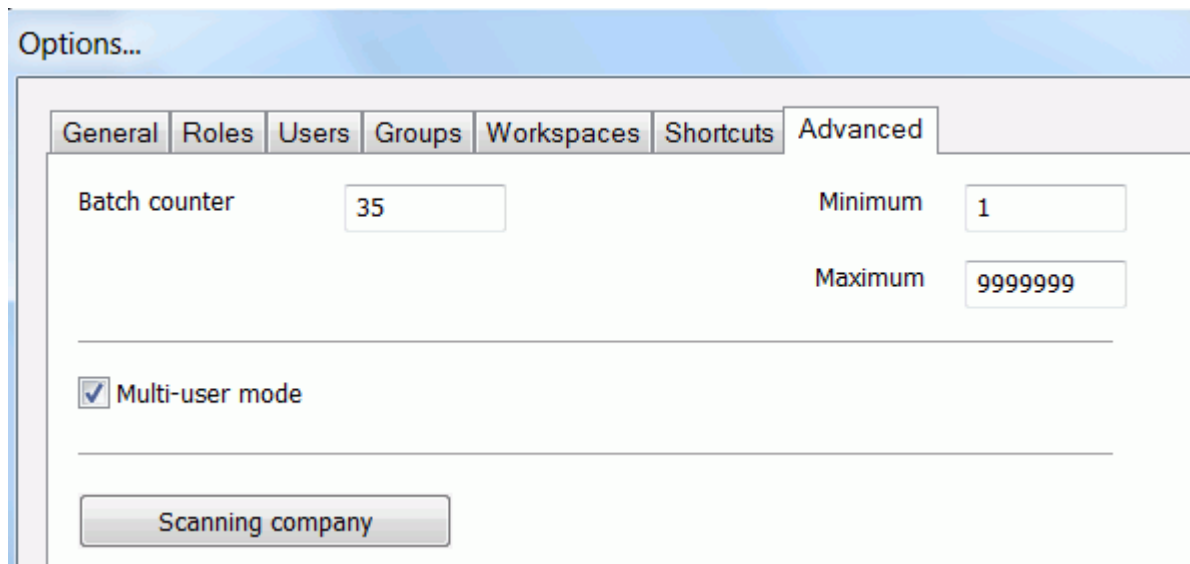 Options...
General Roles Users Groups Workspaces Shortcuts Advanced
Batch counter 35 Minimum 1
Maximum 9999999
Multi-user mode
Scanning company